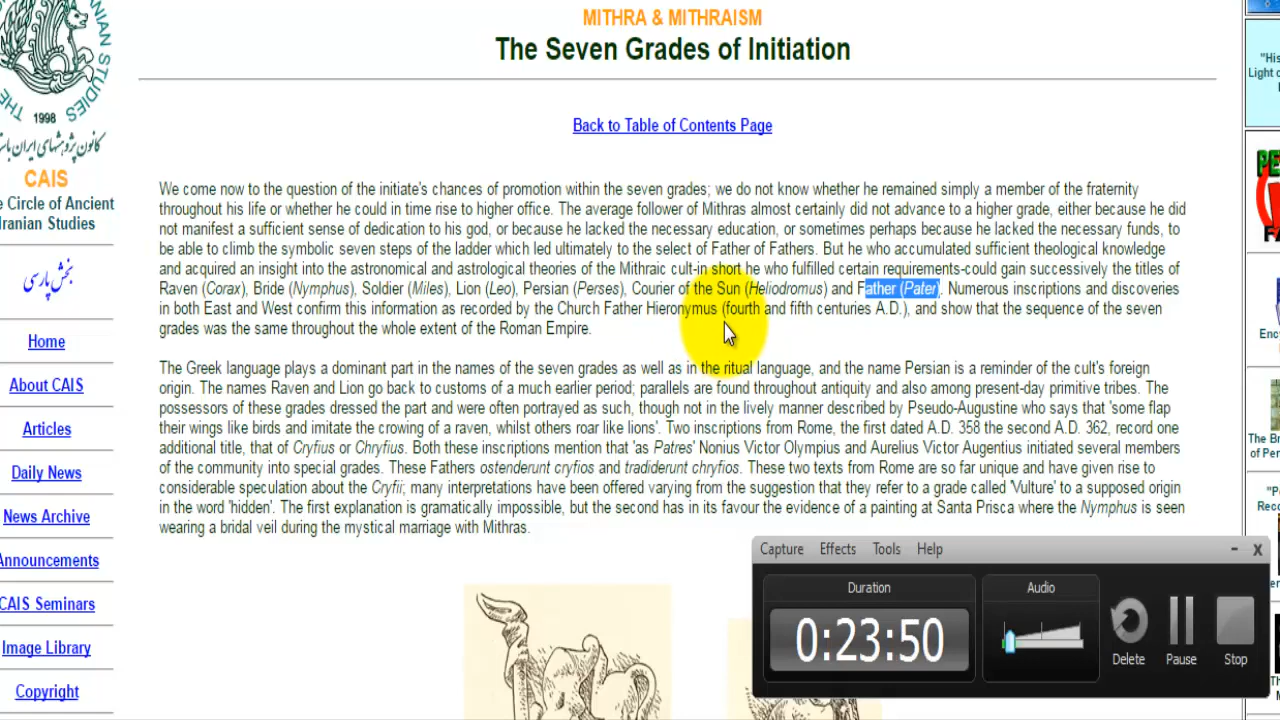 MITHRA & MITHRAISM
The Seven Grades of Initiation
Back to Table of Contents Page
We come now to the question of the initiate's chances of promotion within the seven grades; we do not know whether he remained simply a member of the fraternity
throughout his life or whether he could in time rise to higher office. The average follower of Mithras almost certainly did not advance to a higher grade, either because he did
not manifest a sufficient sense of dedication to his god, or because he lacked the necessary education, or sometimes perhaps because he lacked the necessary funds, to
be able to climb the symbolic seven steps of the ladder which led ultimately to the select of Father of Fathers. But he who accumulated sufficient theological knowledge
and acquired an insight into the astronomical and astrological theories of the Mithraic cult-in short he who fulfilled certain requirements-could gain successively the titles of
Raven (Corax), Bride (Nymphus), Soldier (Miles), Lion (Leo), Persian (Perses), Courier of the Sun (Heliodromus) and Father (Pater). Numerous inscriptions and discoveries
in both East and West confirm this information as recorded by the Church Father Hieronymus (fourth and fifth centuries A.D.), and show that the sequence of the seven
grades was the same throughout the whole extent of the Roman Empire.
The Greek language plays a dominant part in the names of the seven grades as well as in the ritual language, and the name Persian is a reminder of the cult's foreign
origin. The names Raven and Lion go back to customs of a much earlier period; parallels are found throughout antiquity and also among present-day primitive tribes. The
possessors of these grades dressed the part and were often portrayed as such, though not in the lively manner described by Pseudo-Augustine who says that 'some flap
their wings like birds and imitate the crowing of a raven, whilst others roar like lions'. Two inscriptions from Rome, the first dated A.D. 358 the second A.D. 362, record one
additional title, that of Cryfius or Chryfius. Both these inscriptions mention that 'as Patres' Nonius Victor Olympius and Aurelius Victor Augentius initiated several members
of the community into special grades. These Fathers ostenderunt cryfios and tradiderunt chryfios. These two texts from Rome are so far unique and have given rise to
considerable speculation about the Cryfii; many interpretations have been offered varying from the suggestion that they refer to a grade called 'Vulture' to a supposed origin
in the word 'hidden'. The first explanation is gramatically impossible, but the second has in its favour the evidence of a painting at Santa Prisca where the Nymphus is seen
wearing a bridal veil during the mystical marriage with Mithras.
THE
NIAN STUDIES
1998
CAIS
e Circle of Ancient
Iranian Studies
بخش پارسی
Home
About CAIS
Articles
Daily News
News Archive
Announcements
CAIS Seminars
Image Library
Copyright
"His
Light o
Ency
The Br
of Per
"P
Reco
Capture Effects Tools Help
Duration
Audio
0:23:50
Delete
Pause
Stop